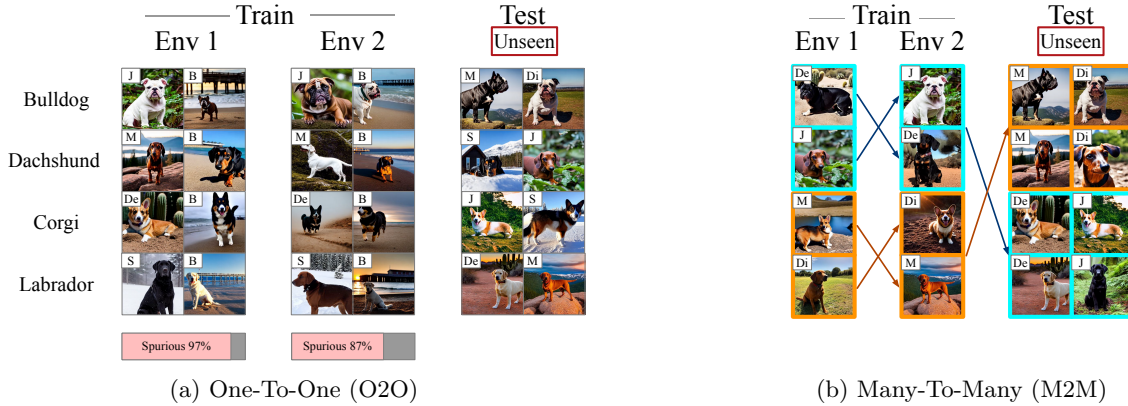 Train
Test
Env 1
Env 2
Unseen
Bulldog
J
B
J
B
M
Di
Dachshund
M
B
M
B
S
J
Corgi
De
B
De
B
J
S
Labrador
S
B
S
B
De
M
Spurious 97%
Spurious 87%
(a) One-To-One (O2O)
Train
Test
Env 1
Env 2
Unseen
De
J
M
Di
J
De
M
Di
M
Di
De
J
Di
M
De
J
(b) Many-To-Many (M2M)